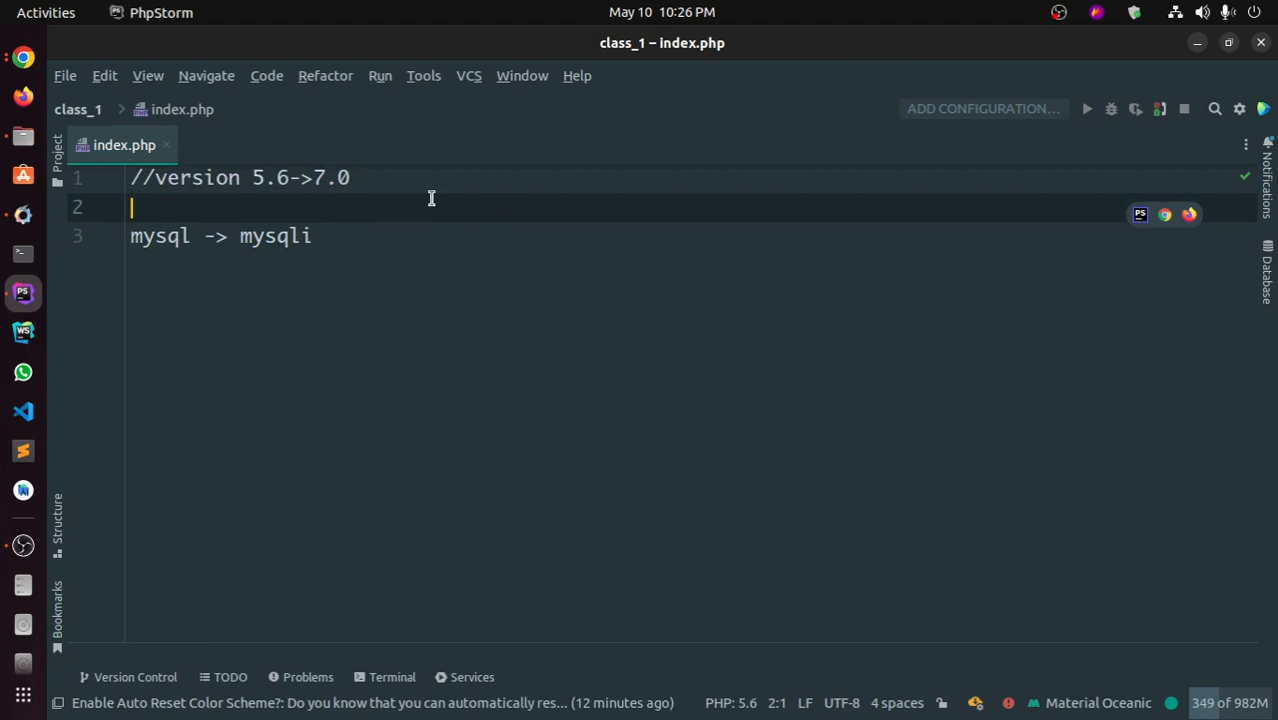 Activities PhpStorm May 10 10:26 PM
class_1 – index.php
File Edit View Navigate Code Refactor Run Tools VCS Window Help
class_1 index.php ADD CONFIGURATION...
Project index.php Notifications
1 //version 5.6->7.0
2
3 mysql -> mysqli
PS
Database
PS
WS
Structure
Bookmarks
Version Control TODO Problems Terminal Services
Enable Auto Reset Color Scheme?: Do you know that you can automatically res... (12 minutes ago) PHP: 5.6 2:1 LF UTF-8 4 spaces Material Oceanic 349 of 982M